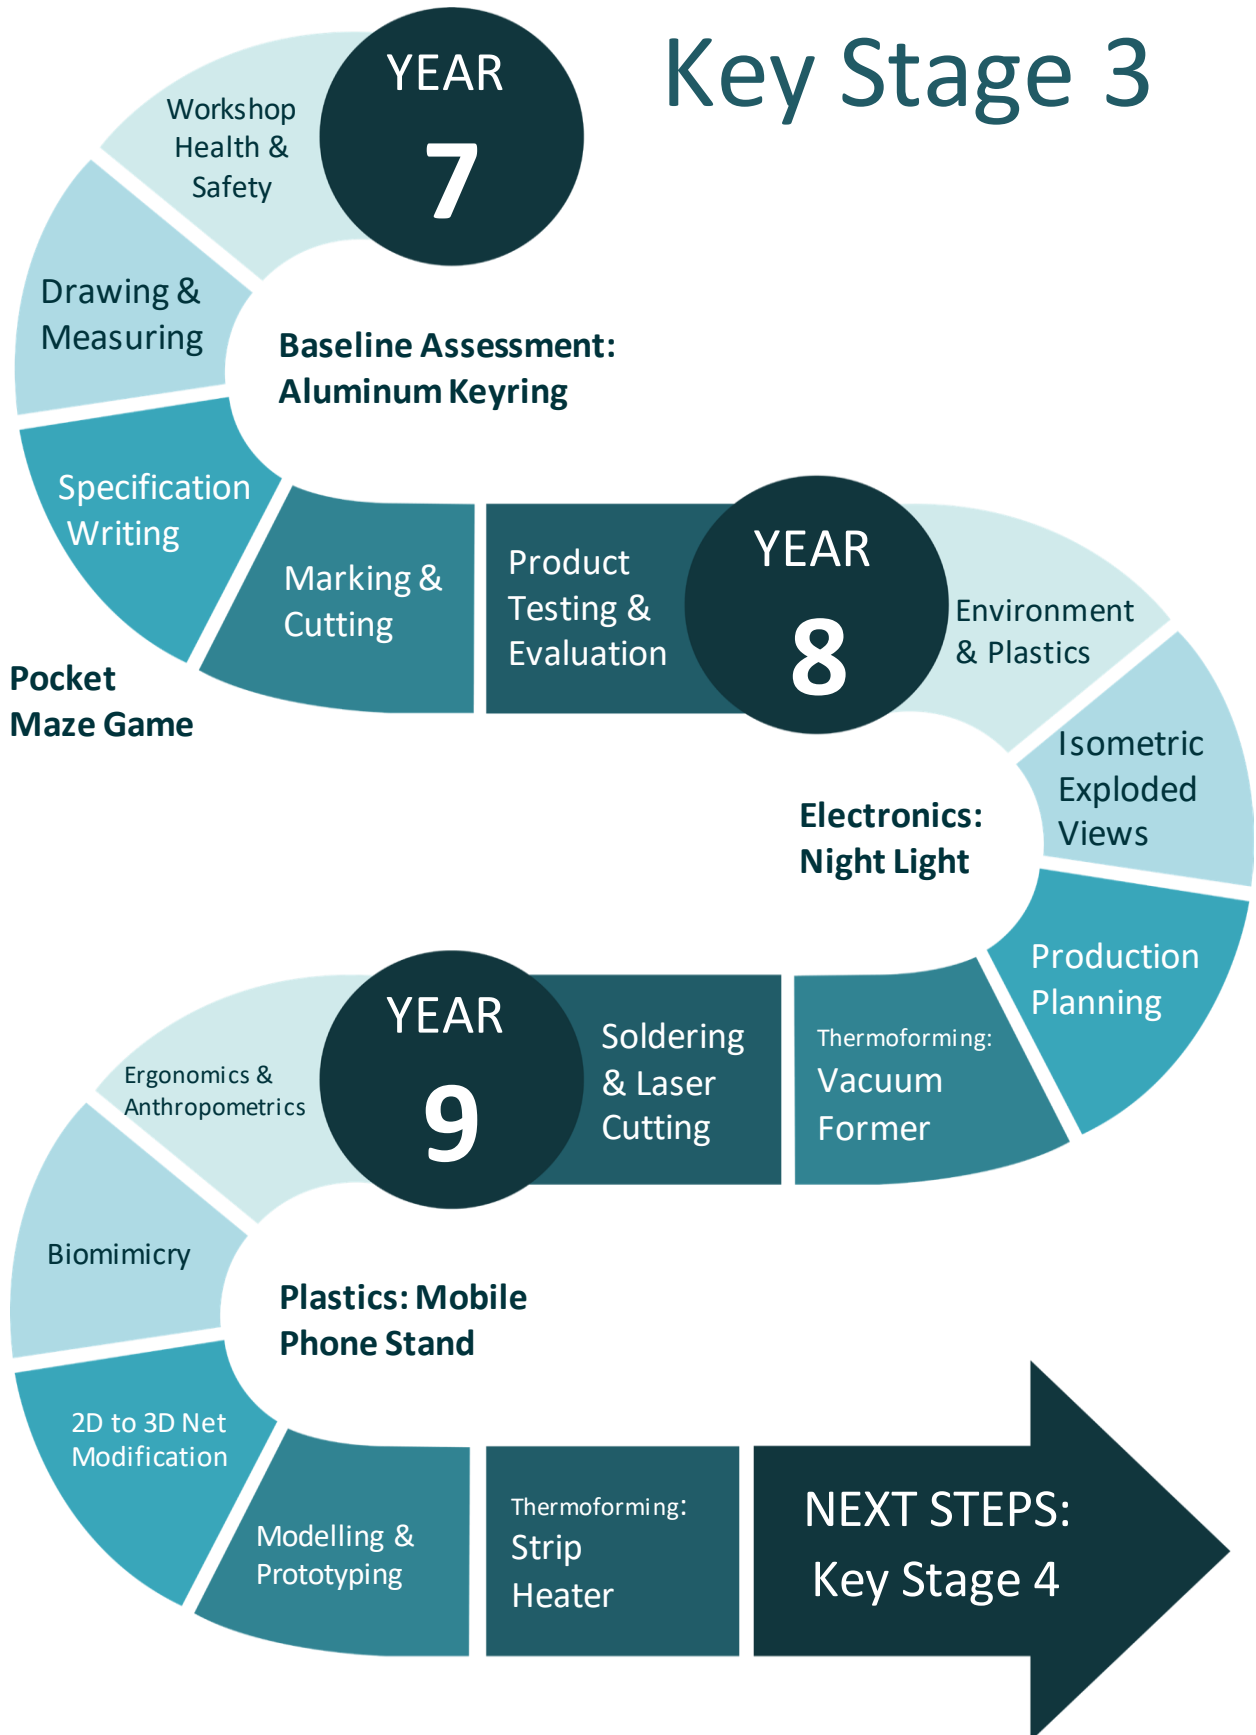 Key Stage 3
YEAR
7
Workshop
Health &
Safety
Drawing &
Measuring
Baseline Assessment:
Aluminum Keyring
Specification
Writing
Marking &
Cutting
Product
Testing &
Evaluation
Pocket
Maze Game
YEAR
8
Environment
& Plastics
Isometric
Exploded
Views
Electronics:
Night Light
Production
Planning
Thermoforming:
Vacuum
Former
Soldering
& Laser
Cutting
YEAR
9
Ergonomics &
Anthropometrics
Biomimicry
Plastics: Mobile
Phone Stand
2D to 3D Net
Modification
Modelling &
Prototyping
Thermoforming:
Strip
Heater
NEXT STEPS:
Key Stage 4